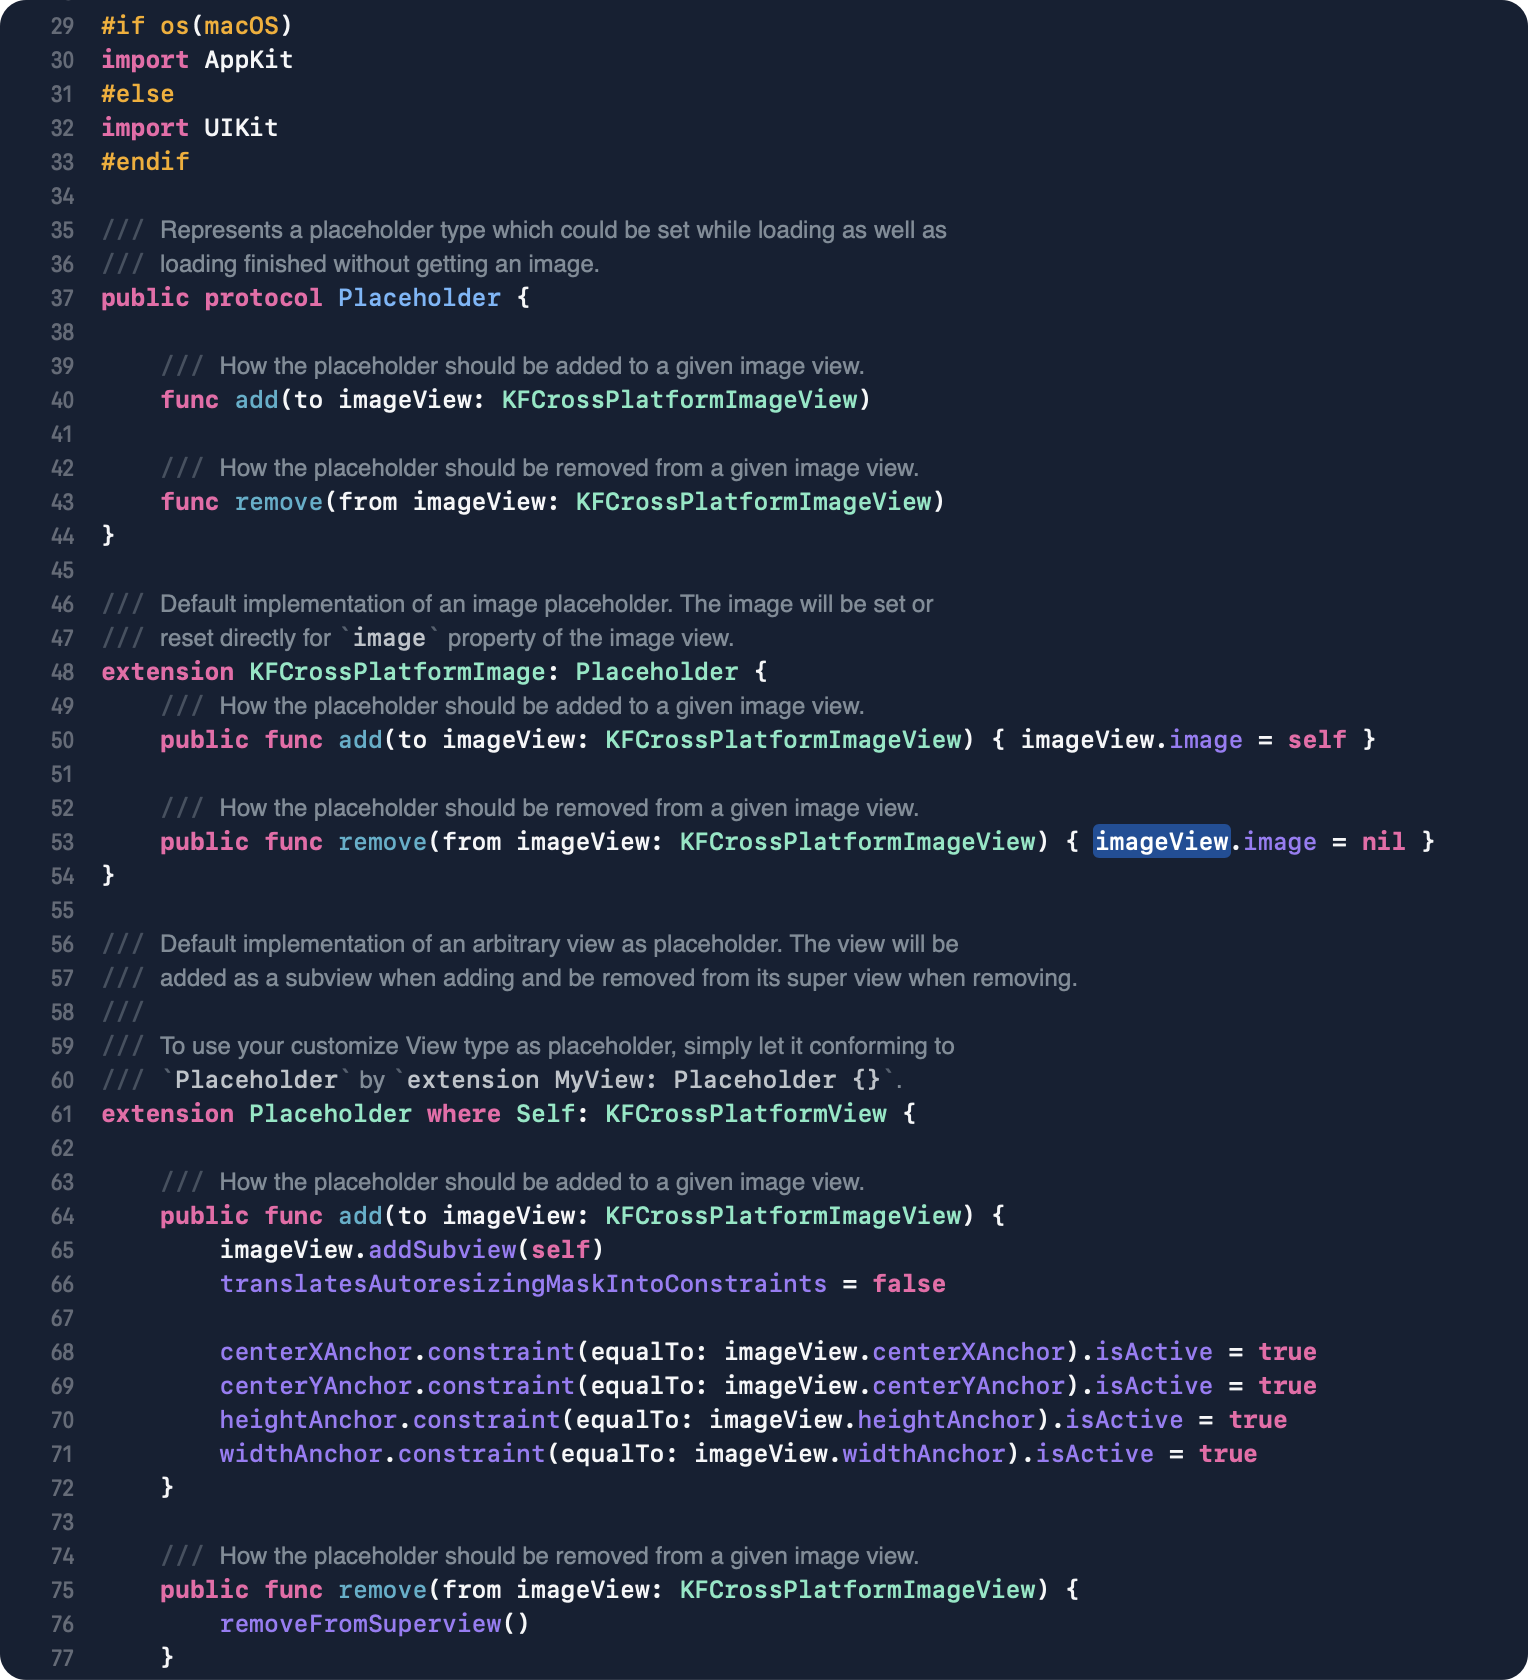 29 #if os(macOS)
30 import AppKit
31 #else
32 import UIKit
33 #endif
34
35 /// Represents a placeholder type which could be set while loading as well as
36 /// loading finished without getting an image.
37 public protocol Placeholder {
38
39     /// How the placeholder should be added to a given image view.
40     func add(to imageView: KFCrossPlatformImageView)
41
42     /// How the placeholder should be removed from a given image view.
43     func remove(from imageView: KFCrossPlatformImageView)
44 }
45
46 /// Default implementation of an image placeholder. The image will be set or
47 /// reset directly for `image` property of the image view.
48 extension KFCrossPlatformImage: Placeholder {
49     /// How the placeholder should be added to a given image view.
50     public func add(to imageView: KFCrossPlatformImageView) { imageView.image = self }
51
52     /// How the placeholder should be removed from a given image view.
53     public func remove(from imageView: KFCrossPlatformImageView) { imageView.image = nil }
54 }
55
56 /// Default implementation of an arbitrary view as placeholder. The view will be
57 /// added as a subview when adding and be removed from its super view when removing.
58 ///
59 /// To use your customize View type as placeholder, simply let it conforming to
60 /// `Placeholder` by `extension MyView: Placeholder {}`.
61 extension Placeholder where Self: KFCrossPlatformView {
62
63     /// How the placeholder should be added to a given image view.
64     public func add(to imageView: KFCrossPlatformImageView) {
65         imageView.addSubview(self)
66         translatesAutoresizingMaskIntoConstraints = false
67
68         centerXAnchor.constraint(equalTo: imageView.centerXAnchor).isActive = true
69         centerYAnchor.constraint(equalTo: imageView.centerYAnchor).isActive = true
70         heightAnchor.constraint(equalTo: imageView.heightAnchor).isActive = true
71         widthAnchor.constraint(equalTo: imageView.widthAnchor).isActive = true
72     }
73
74     /// How the placeholder should be removed from a given image view.
75     public func remove(from imageView: KFCrossPlatformImageView) {
76         removeFromSuperview()
77     }